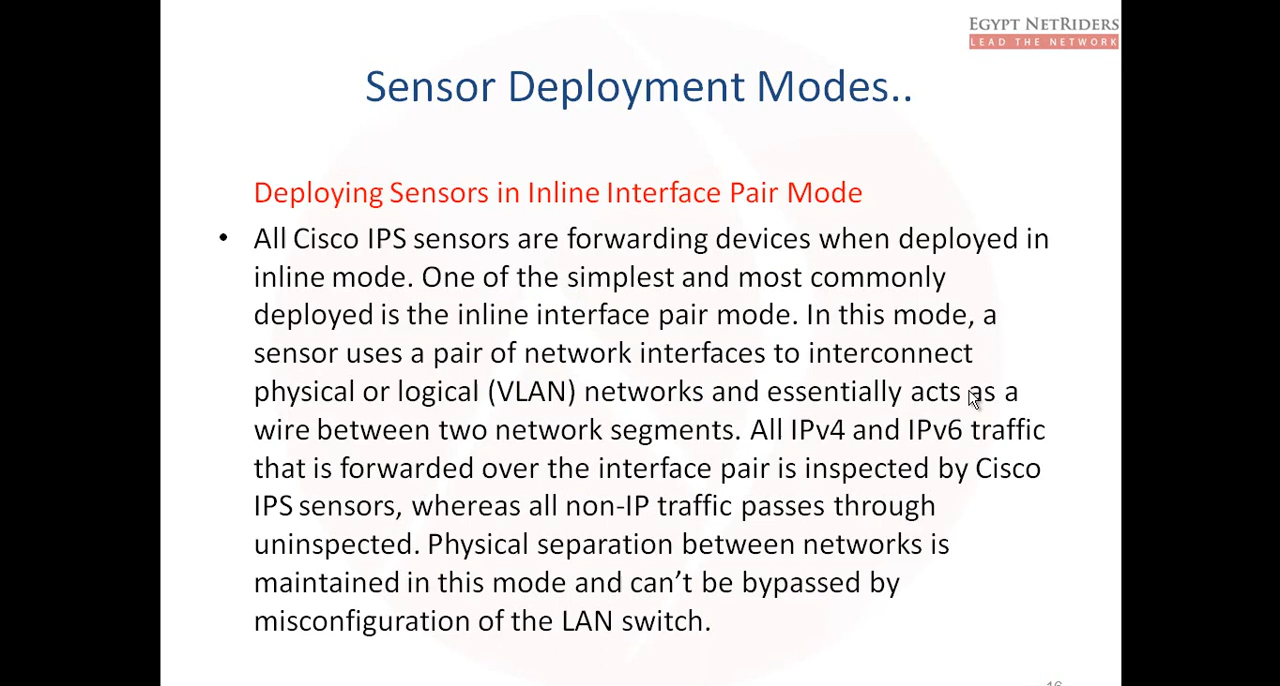 EGYPT NETRIDERS
LEAD THE NETWORK
Sensor Deployment Modes..
Deploying Sensors in Inline Interface Pair Mode
• All Cisco IPS sensors are forwarding devices when deployed in
inline mode. One of the simplest and most commonly
deployed is the inline interface pair mode. In this mode, a
sensor uses a pair of network interfaces to interconnect
physical or logical (VLAN) networks and essentially acts as a
wire between two network segments. All IPv4 and IPv6 traffic
that is forwarded over the interface pair is inspected by Cisco
IPS sensors, whereas all non-IP traffic passes through
uninspected. Physical separation between networks is
maintained in this mode and can’t be bypassed by
misconfiguration of the LAN switch.